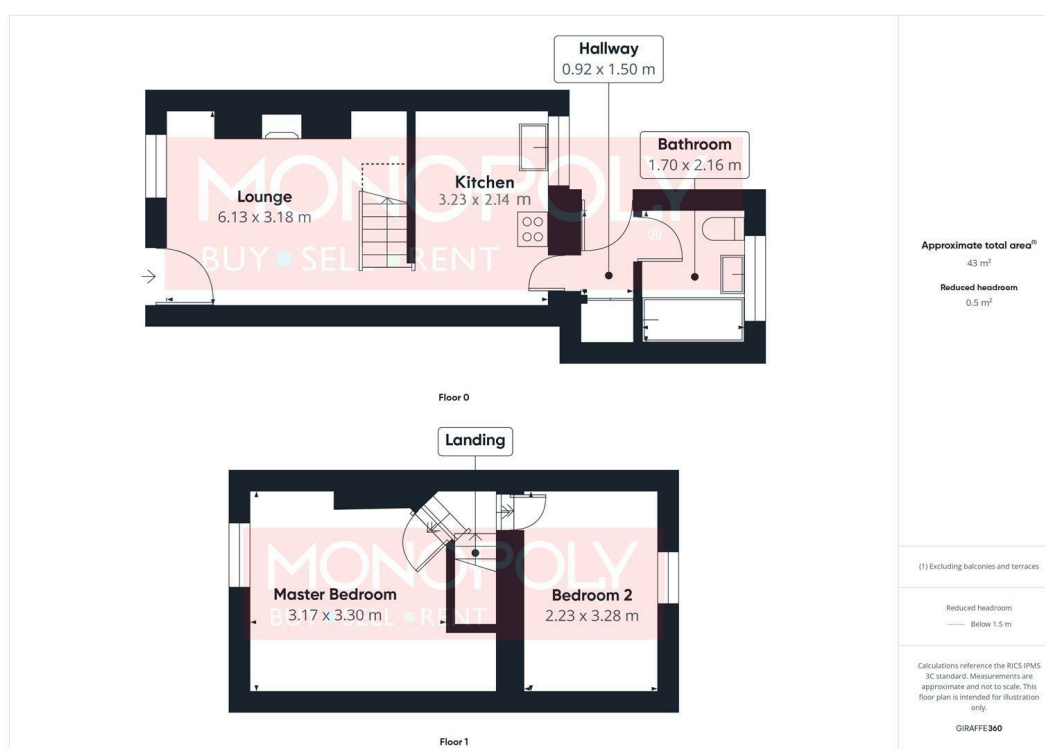 Hallway
0.92 x 1.50 m
Bathroom
1.70 x 2.16 m
Lounge
6.13 x 3.18 m
Kitchen
3.23 x 2.14 m
MONOPOLY
®
BUY SELL RENT
Floor 0
Landing
Master Bedroom
3.17 x 3.30 m
Bedroom 2
2.23 x 3.28 m
MONOPOLY
BUY SELL RENT
Floor 1
Approximate total area(1)
43 m²
Reduced headroom
0.5 m²
(1) Excluding balconies and terraces
Reduced headroom
Below 1.5 m
Calculations reference the RICS IPMS
3C standard. Measurements are
approximate and not to scale. This
floor plan is intended for illustration
only.
GIRAFFE360